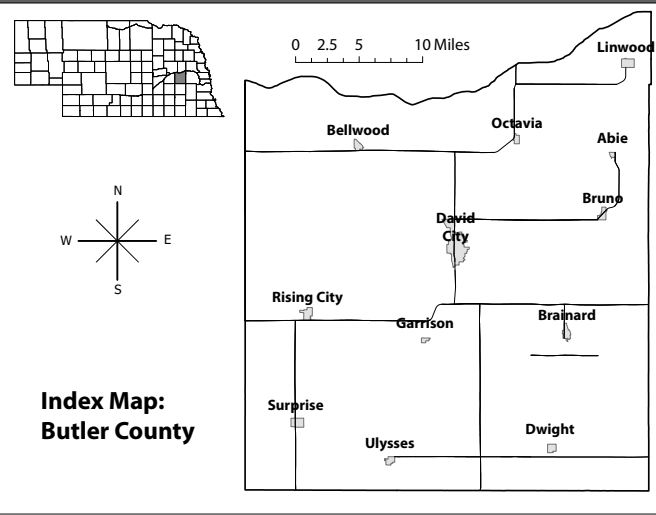 0 2.5 5 10 Miles
Linwood
Octavia
Bellwood
Abie
N
Bruno
David
City
W E
S
Rising City
Garrison
Brainard
Index Map:
Butler County
Surprise
Ulysses
Dwight